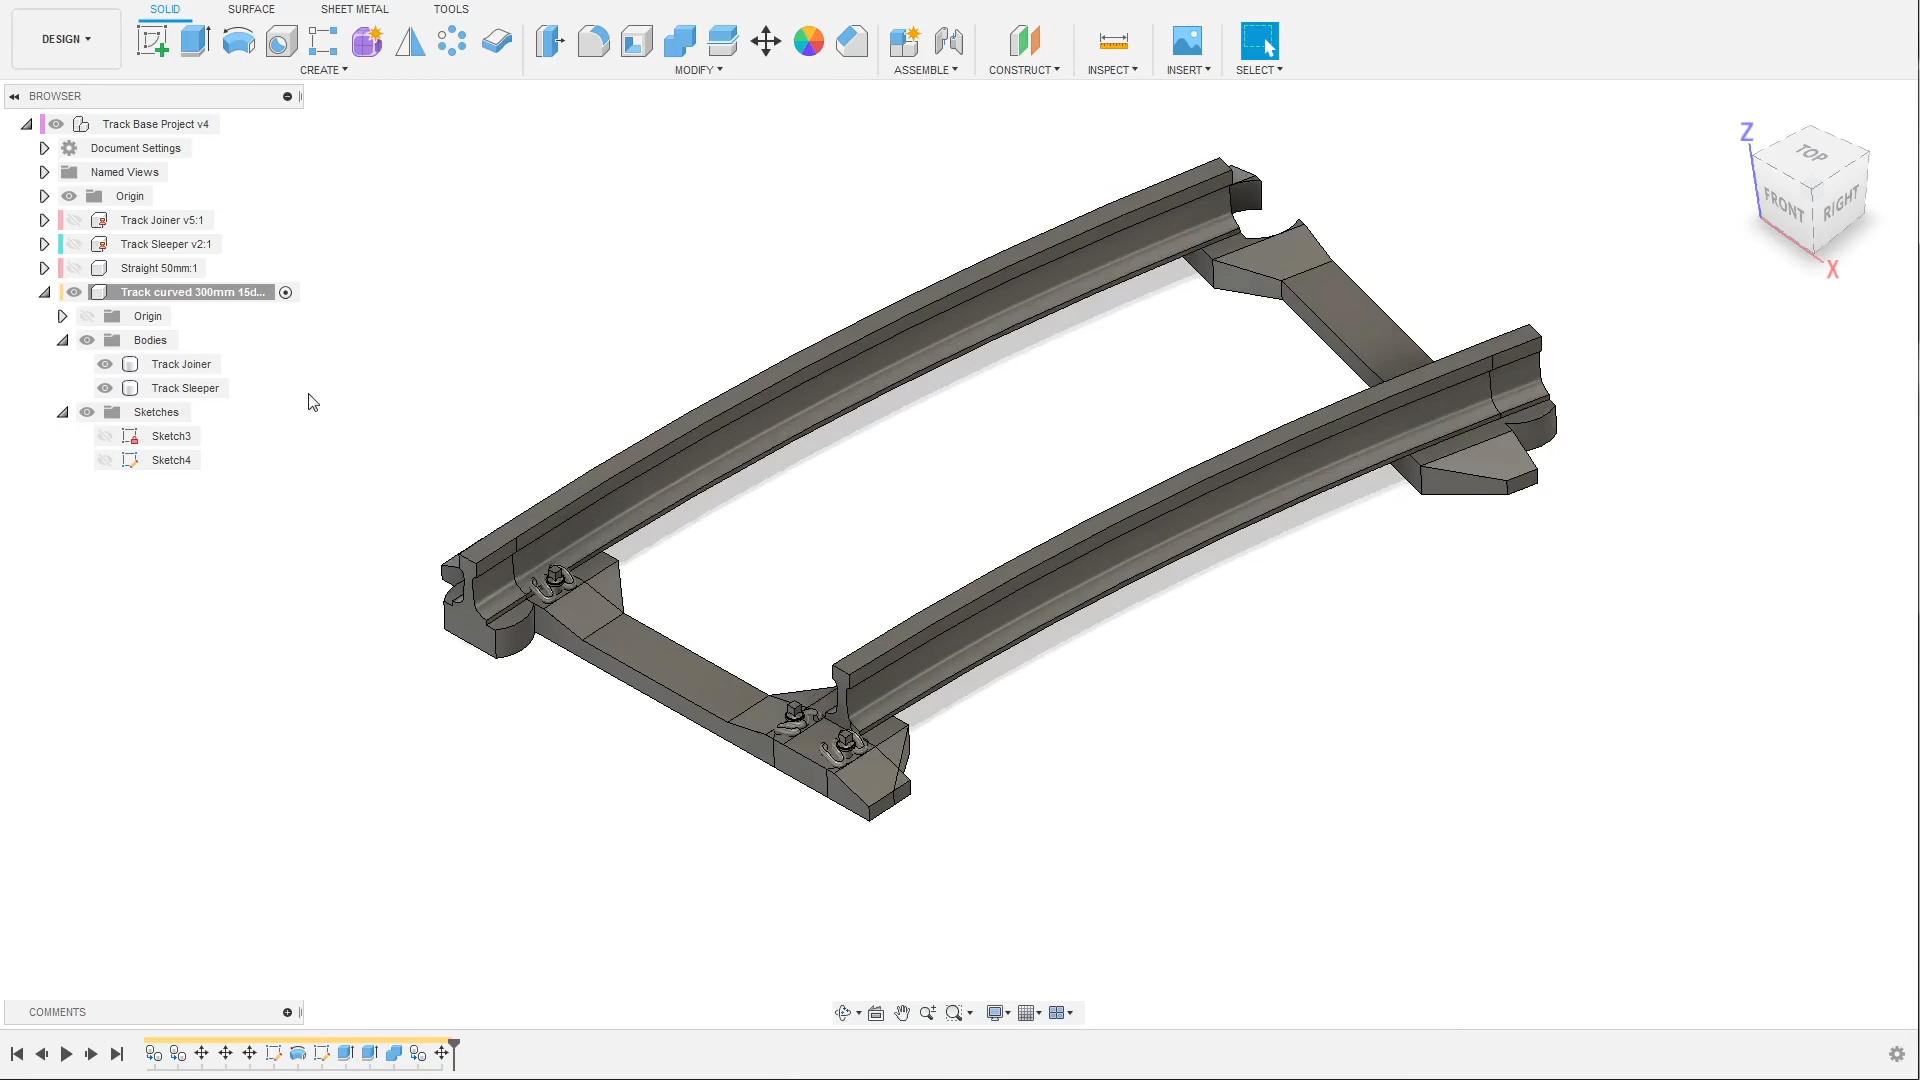 SOLID SURFACE SHEET METAL TOOLS
DESIGN
CREATE MODIFY ASSEMBLE CONSTRUCT INSPECT INSERT SELECT
BROWSER
Track Base Project v4
Document Settings
Named Views
Origin
Track Joiner v5:1
Track Sleeper v2:1
Straight 50mm:1
Track curved 300mm 15d...
Origin
Bodies
Track Joiner
Track Sleeper
Sketches
Sketch3
Sketch4
Z
TOP
FRONT
RIGHT
X
COMMENTS